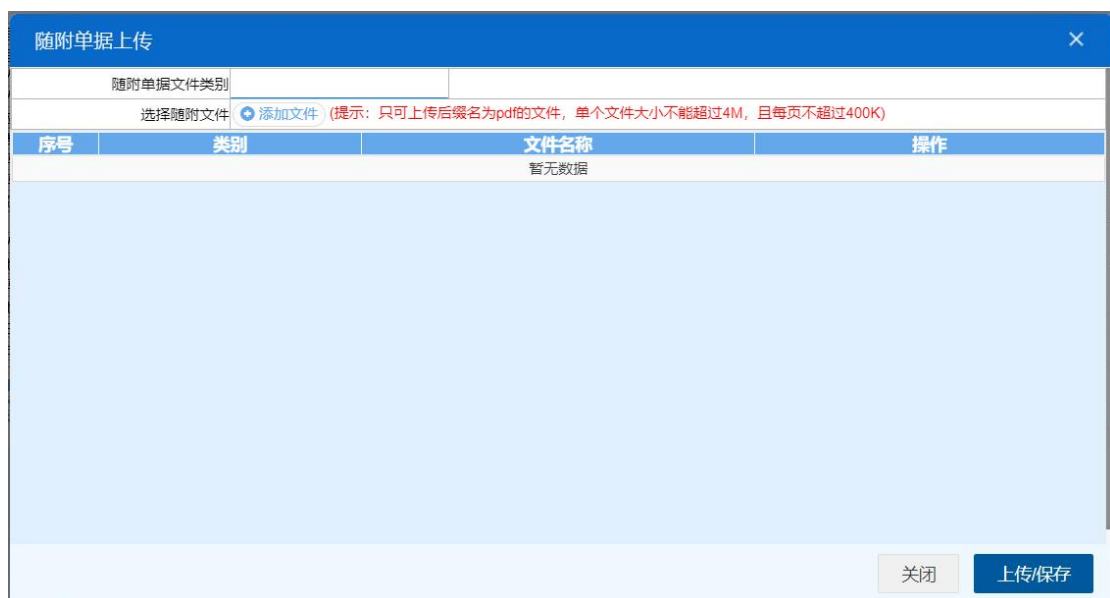 随附单据上传
随附单据文件类别
选择随附文件 添加文件 (提示：只可上传后缀名为pdf的文件，单个文件大小不能超过4M，且每页不超过400K)
序号 类别 文件名称 操作
暂无数据
关闭 上传/保存